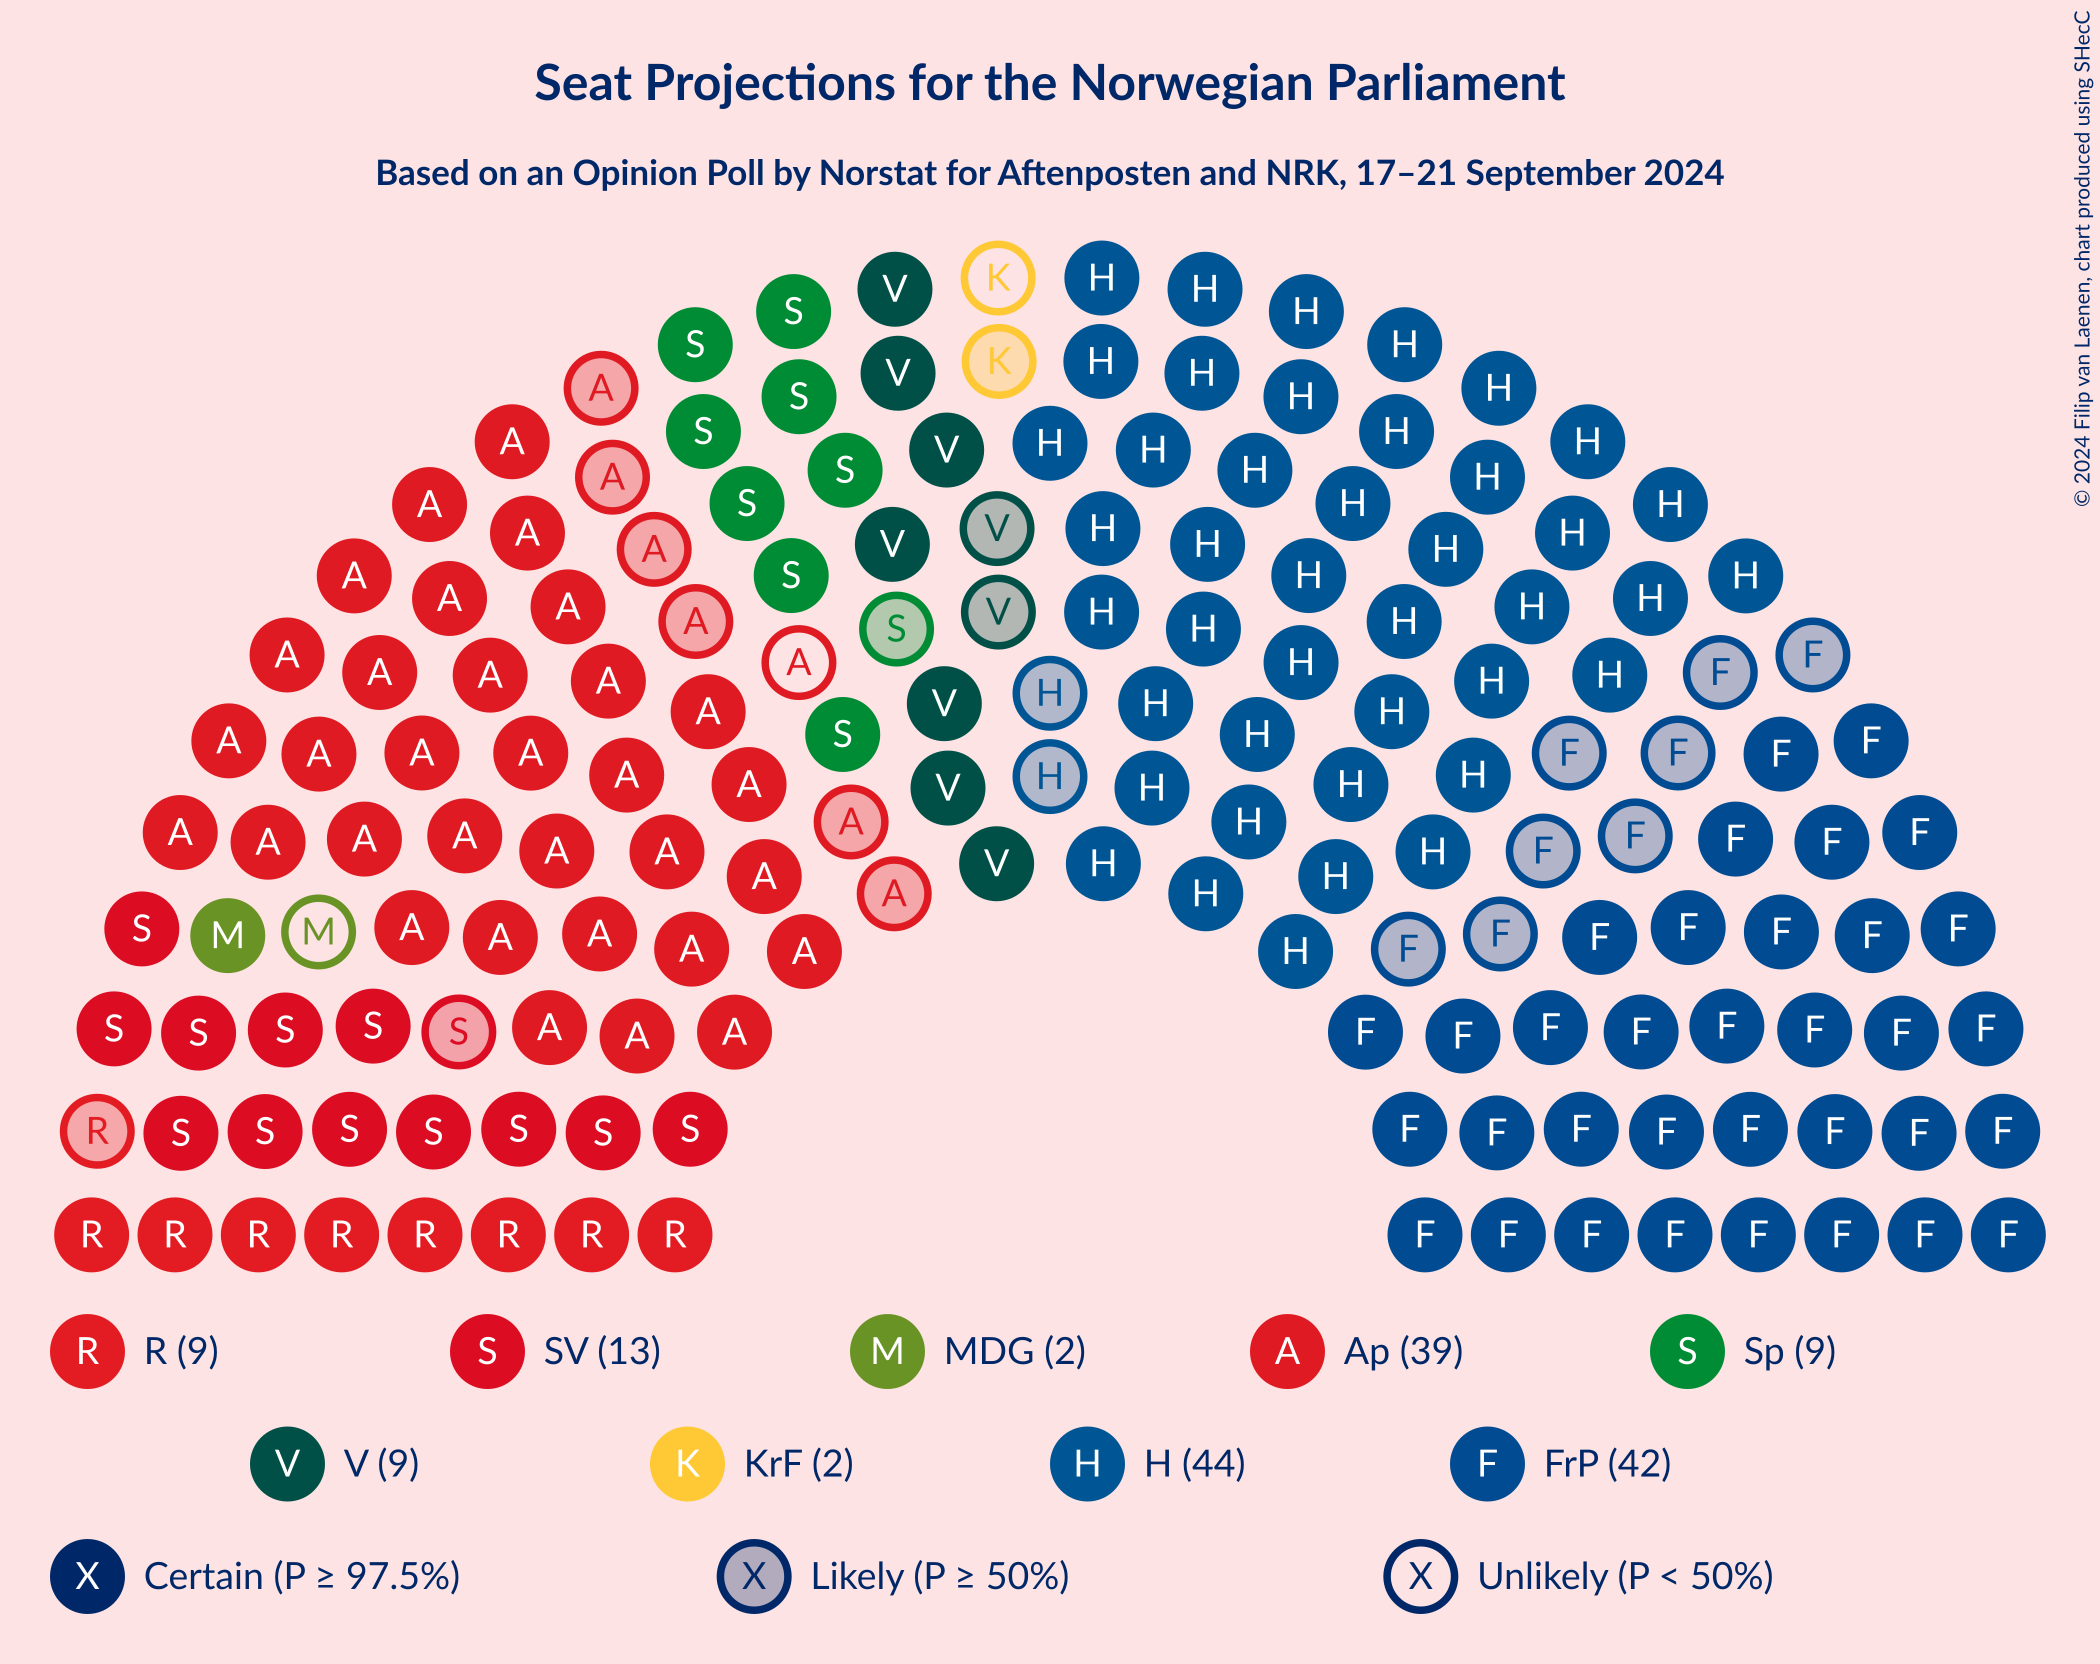 Seat Projections for the Norwegian Parliament
Based on an Opinion Poll by Norstat for Aftenposten and NRK, 17–21 September 2024
© 2024 Filip van Laenen, chart produced using SHecC
K H
V H
S H
S H
A K H H
V H
S H
A H
S H
A V H H H
S H
A H
A S H
A V H H
V H
A H
A S H
A A H H
A H
A S V H H
A A S H H
A A H H
A A H F
A A V H H F
A A A H H
A S H
A A F F
A A A H H F F
A A V H H
A A A H F
A A A F F F
A A A H H F
A V H F
A A H H
S M M A A A A A H F F F F F F F
S S S S S A A A F F F F F F F F
R S S S S S S S F F F F F F F F
R R R R R R R R F F F F F F F F
R R (9) S SV (13) M MDG (2) A Ap (39) S Sp (9)
V V (9) K KrF (2) H H (44) F FrP (42)
X Certain (P ≥ 97.5%) X Likely (P ≥ 50%) X Unlikely (P < 50%)